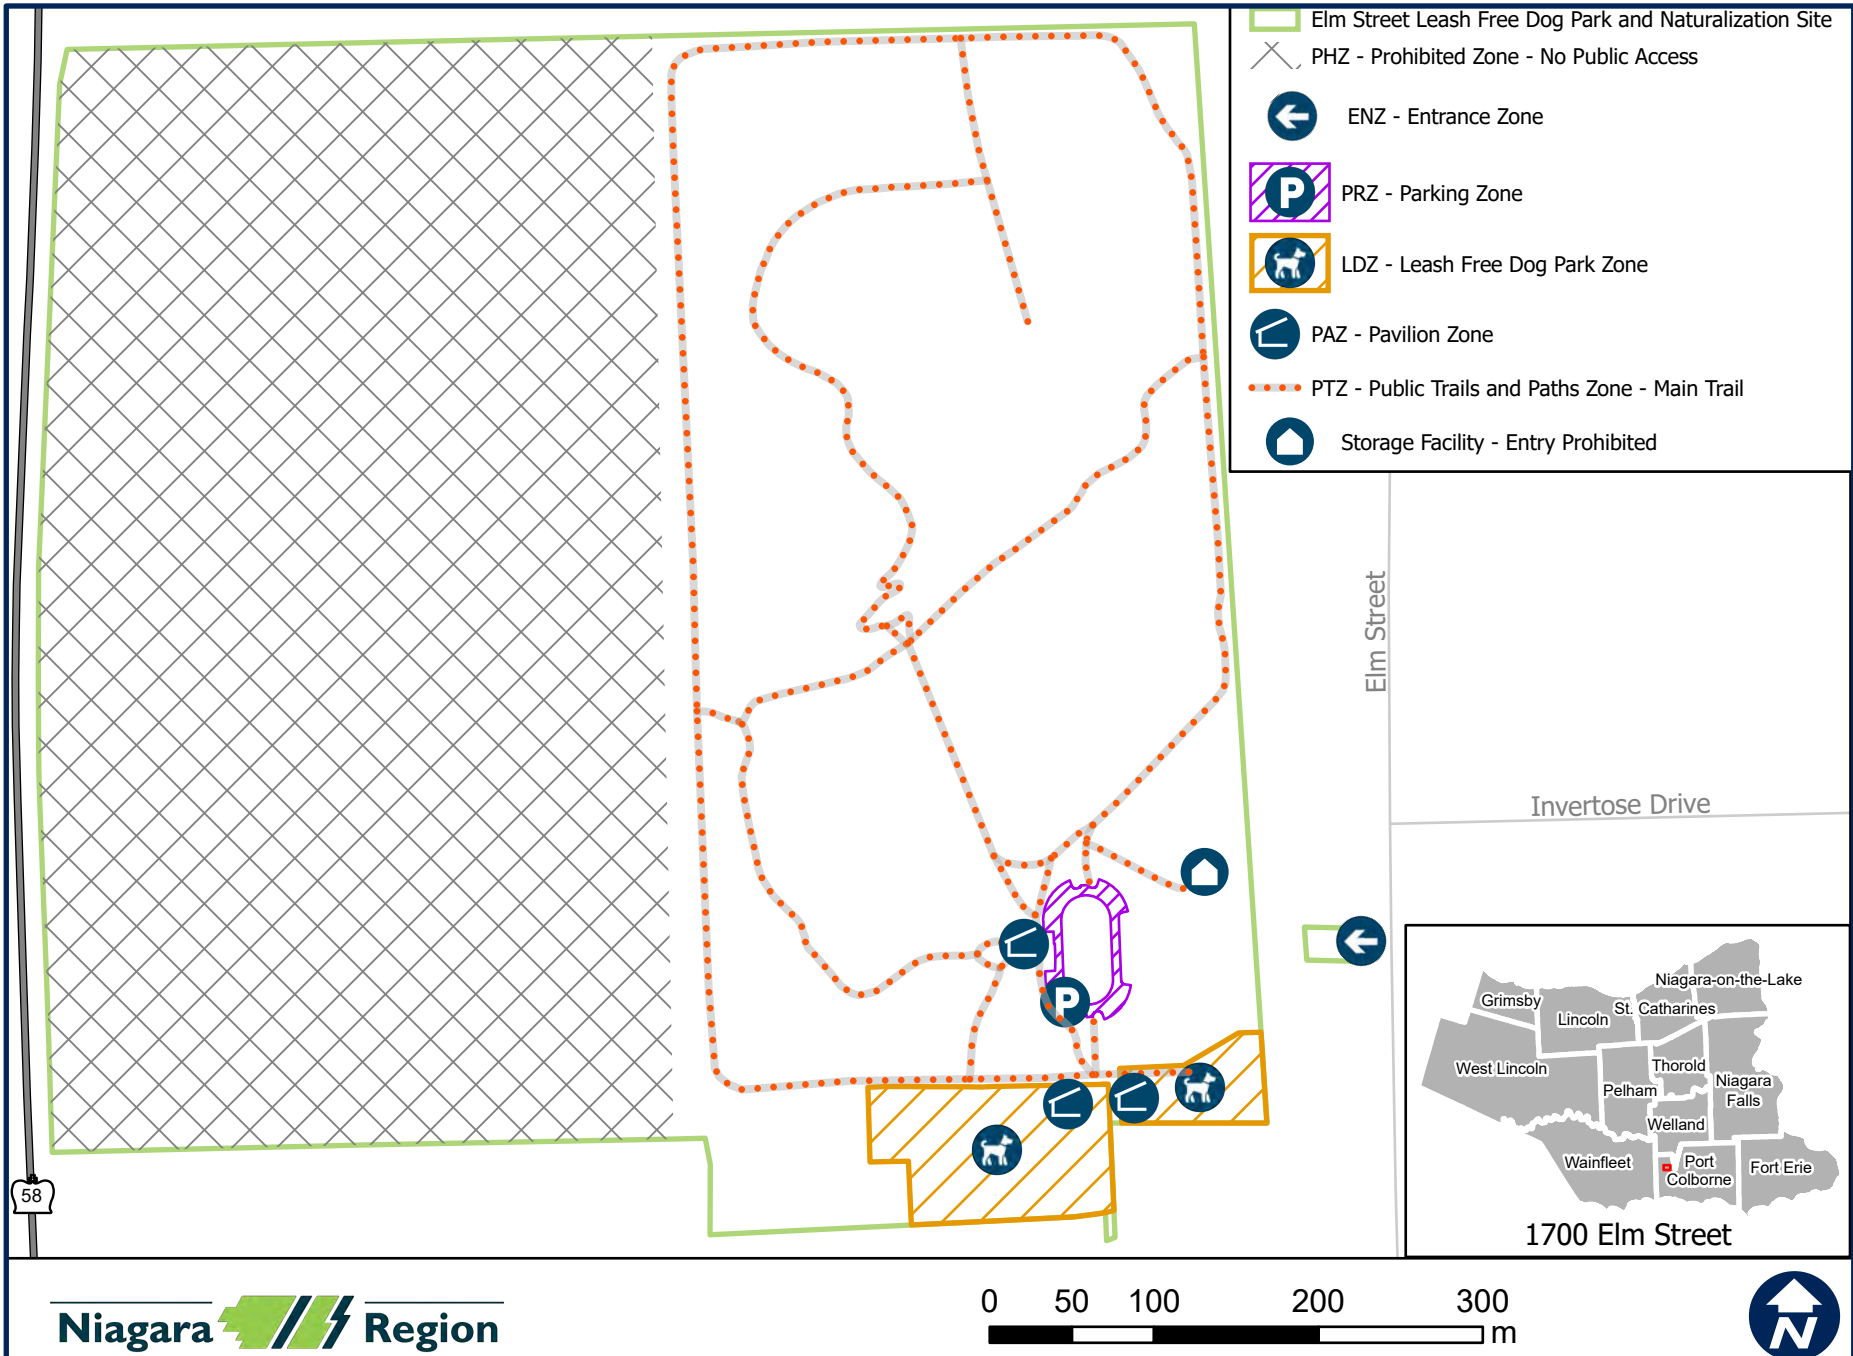 Elm Street Leash Free Dog Park and Naturalization Site
PHZ - Prohibited Zone - No Public Access
ENZ - Entrance Zone
P
PRZ - Parking Zone
LDZ - Leash Free Dog Park Zone
PAZ - Pavilion Zone
PTZ - Public Trails and Paths Zone - Main Trail
Storage Facility - Entry Prohibited
Elm Street
Invertose Drive
P
58
Niagara-on-the-Lake
Grimsby
St. Catharines
Lincoln
West Lincoln
Thorold
Pelham
Niagara
Falls
Welland
Wainfleet
Port
Colborne
Fort Erie
1700 Elm Street
Niagara Region
0 50 100 200 300
m
N